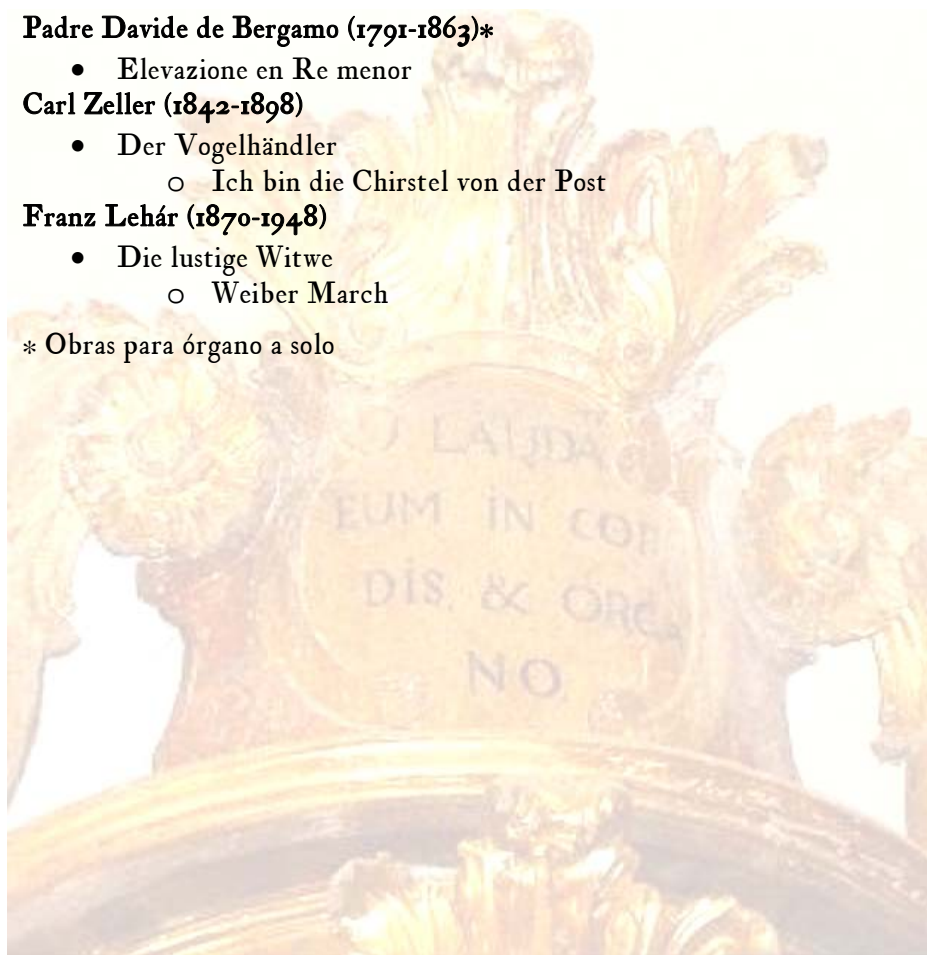 Padre Davide de Bergamo (1791-1863)*
• Elevazione en Re menor
Carl Zeller (1842-1898)
• Der Vogelhändler
o Ich bin die Chirstel von der Post
Franz Lehár (1870-1948)
• Die lustige Witwe
o Weiber March
* Obras para órgano a solo
LAUDA
EUM IN COR
DIS, & ORGA
NO.